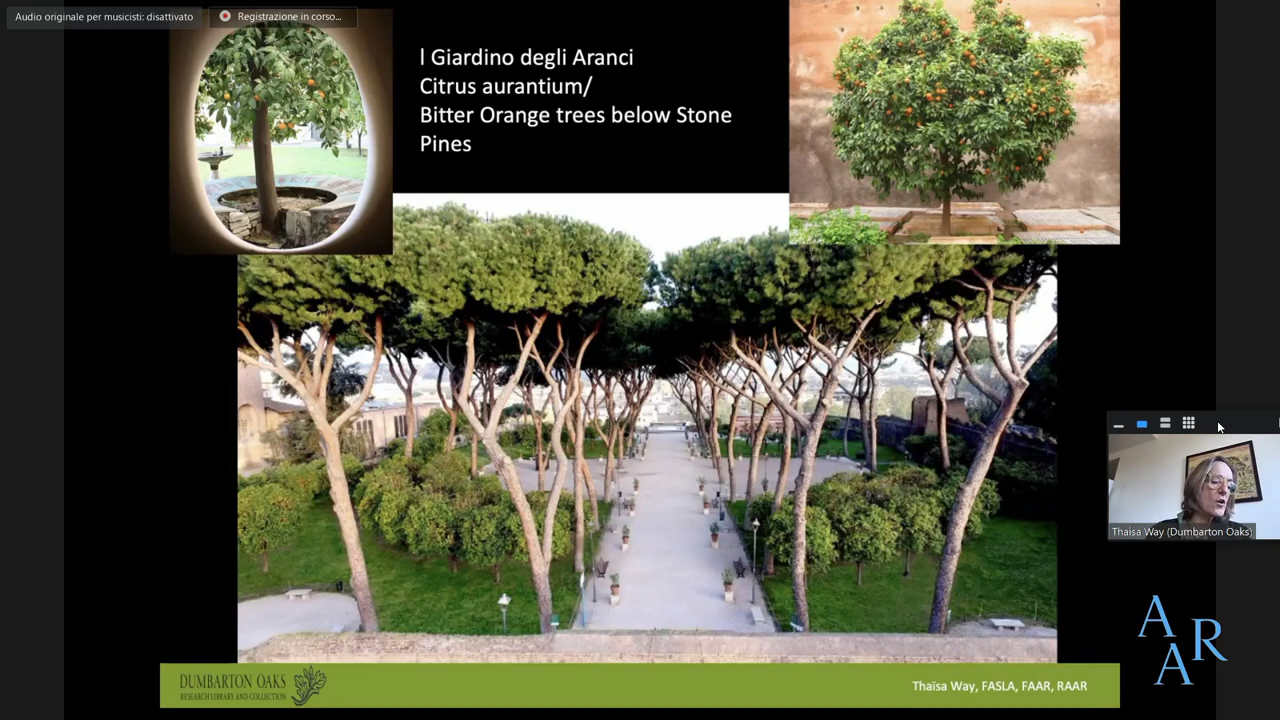 Audio originale per musicisti: disattivato
Registrazione in corso...
l Giardino degli Aranci
Citrus aurantium/
Bitter Orange trees below Stone
Pines
Thaïsa Way (Dumbarton Oaks)
AAR
DUMBARTON OAKS
RESEARCH LIBRARY AND COLLECTION
Thaïsa Way, FASLA, FAAR, RAAR